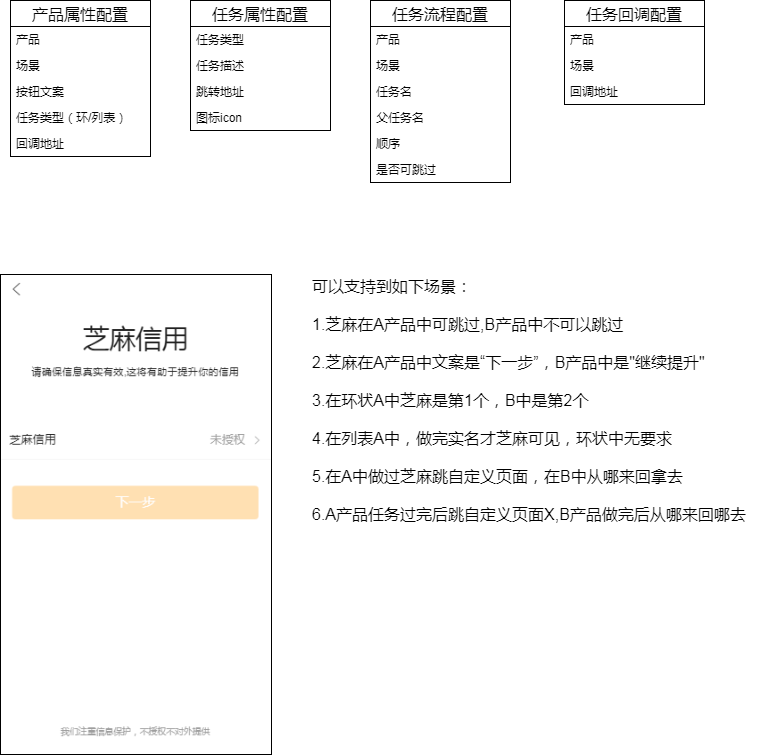 产品属性配置
产品
场景
按钮文案
任务类型（环/列表）
回调地址
任务属性配置
任务类型
任务描述
跳转地址
图标icon
任务流程配置
产品
场景
任务名
父任务名
顺序
是否可跳过
任务回调配置
产品
场景
回调地址
芝麻信用
请确保信息真实有效,这将有助于提升你的信用
芝麻信用 未授权
下一步
我们注重信息保护，不授权不对外提供
可以支持到如下场景：
1.芝麻在A产品中可跳过,B产品中不可以跳过
2.芝麻在A产品中文案是“下一步”，B产品中是"继续提升"
3.在环状A中芝麻是第1个，B中是第2个
4.在列表A中，做完实名才芝麻可见，环状中无要求
5.在A中做过芝麻跳自定义页面，在B中从哪来回拿去
6.A产品任务过完后跳自定义页面X,B产品做完后从哪来回哪去